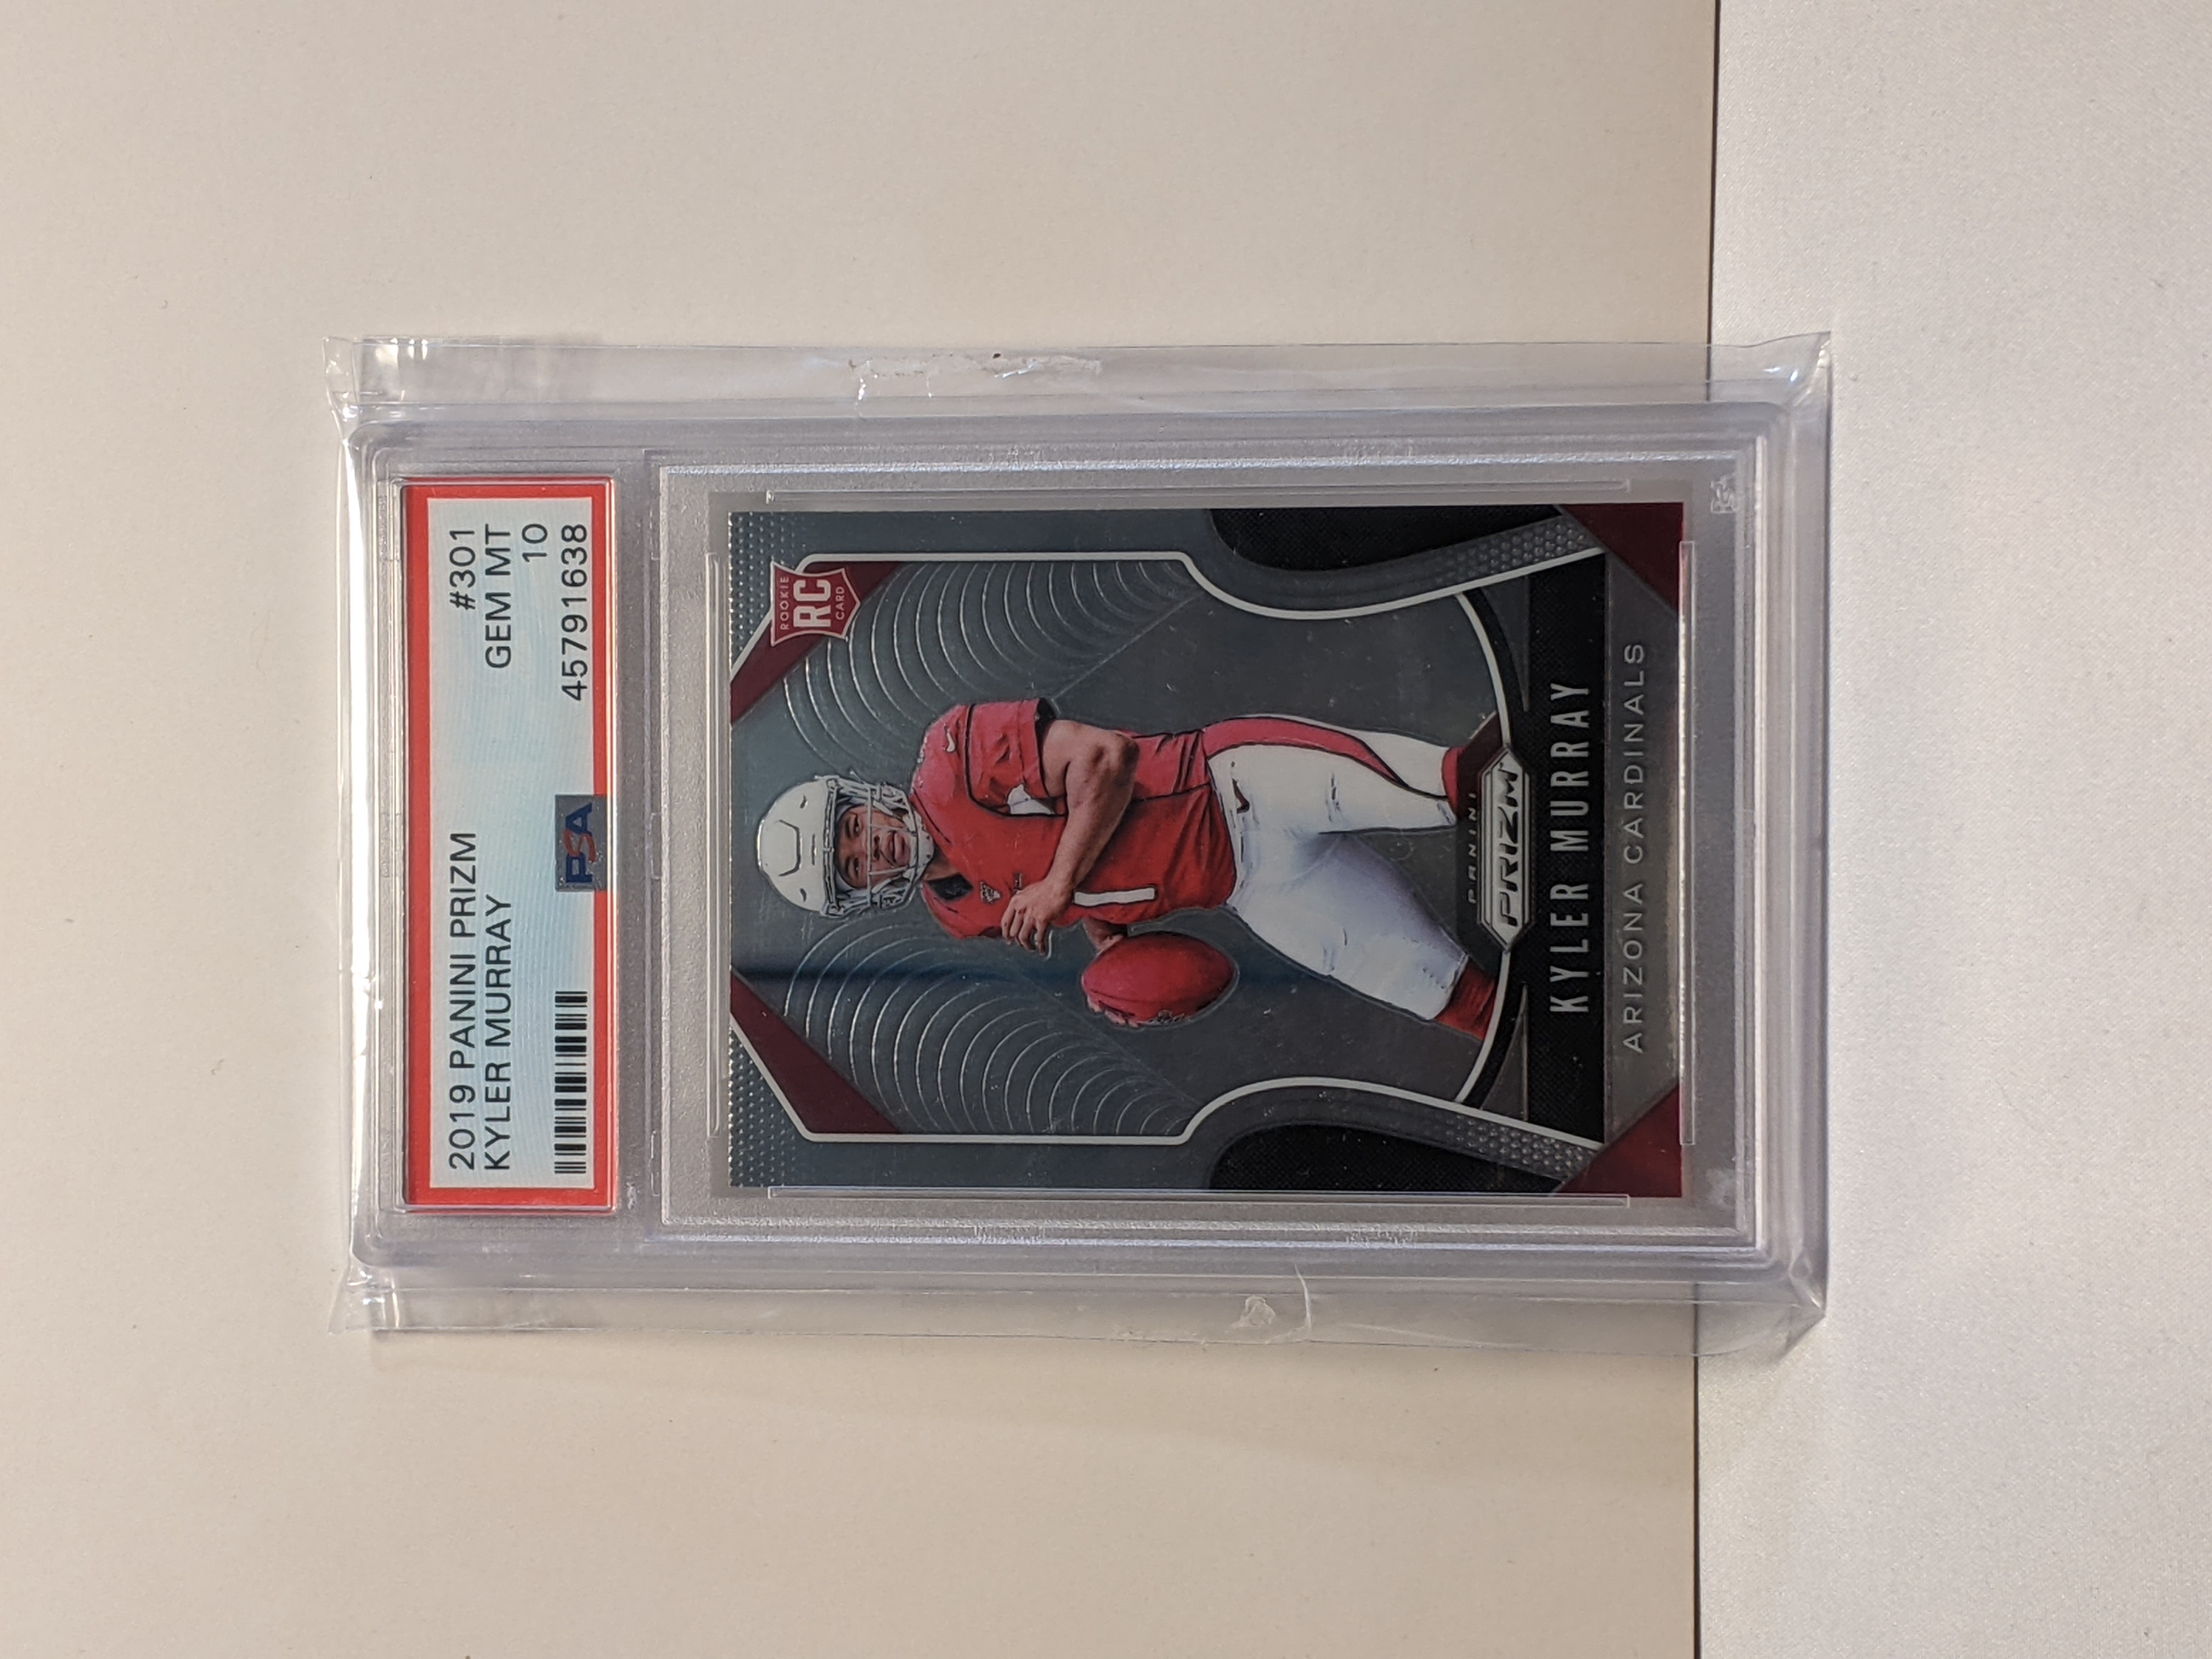 2019 PANINI PRIZM #301
KYLER MURRAY GEM MT
10
PSA 45791638
ROOKIE
RC
CARD
1
PANINI
PRIZM
KYLER MURRAY
ARIZONA CARDINALS